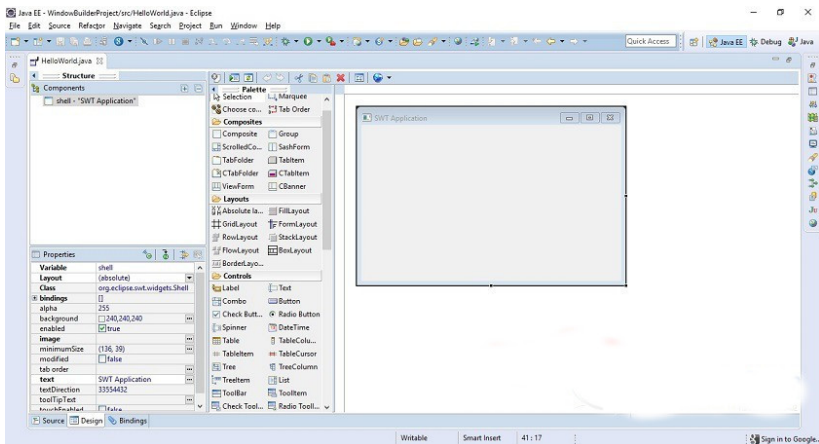 Java EE - WindowBuilderProject/src/HelloWorld.java - Eclipse
File Edit Source Refactor Navigate Search Project Run Window Help
Quick Access Java EE Debug Java
HelloWorld.java
Structure
Components
shell - "SWT Application"
Properties
Variable shell
Layout (absolute)
Class org.eclipse.swt.widgets.Shell
bindings []
alpha 255
background 240,240,240
enabled true
image
minimumSize (136, 39)
modified false
tab order
text SWT Application
textDirection 33554432
toolTipText
touchEnabled false
Palette
Selection Marquee
Choose co... Tab Order
Composites
Composite Group
ScrolledCo... SashForm
TabFolder TabItem
CTabFolder CTabItem
ViewForm CBanner
Layouts
Absolute la... FillLayout
GridLayout FormLayout
RowLayout StackLayout
FlowLayout BoxLayout
BorderLayo...
Controls
Label Text
Combo Button
Check Butt... Radio Button
Spinner DateTime
Table TableColu...
TableItem TableCursor
Tree TreeColumn
TreeItem List
ToolBar ToolItem
Check Tool... Radio ToolI...
SWT Application
Source Design Bindings
Writable Smart Insert 41 : 17 Sign in to Google...